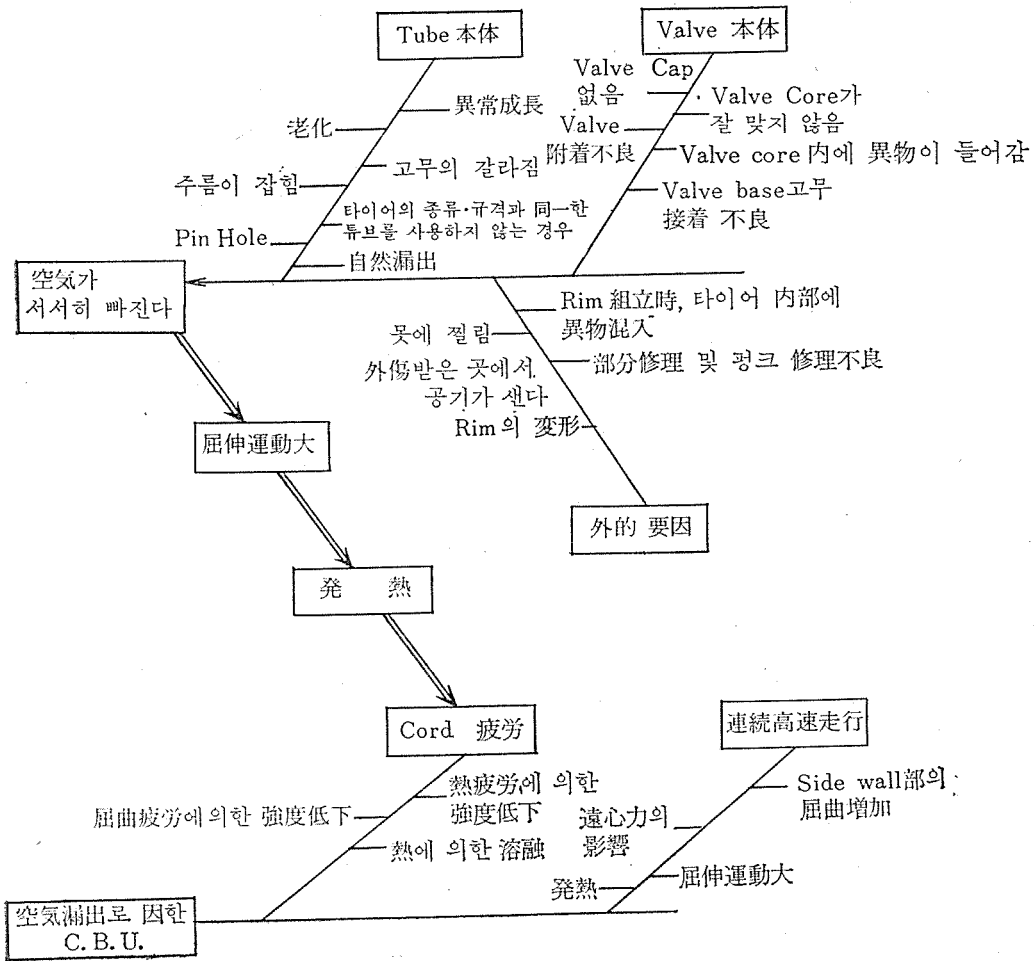 Tube 本体
Valve 本体
Valve Cap
없음
Valve Core가
잘 맞지 않음
異常成長
老化
Valve
附着不良
Valve core 内에 異物이 들어감
고무의 갈라짐
주름이 잡힘
Valve base고무
接着 不良
타이어의 종류·규격과 同一한
튜브를 사용하지 않는 경우
Pin Hole
自然漏出
空気가
서서히 빠진다
Rim 組立時, 타이어 内部에
異物混入
못에 찔림
部分修理 및 펑크 修理不良
外傷받은 곳에서
공기가 샌다
Rim의 変形
屈伸運動大
外的 要因
発 熱
Cord 疲労
連続高速走行
熱疲労에 의한
強度低下
Side wall部의
屈曲増加
屈曲疲労에 의한 強度低下
遠心力의
影響
熱에 의한 溶融
屈伸運動大
発熱
空気漏出로 因한
C. B. U.